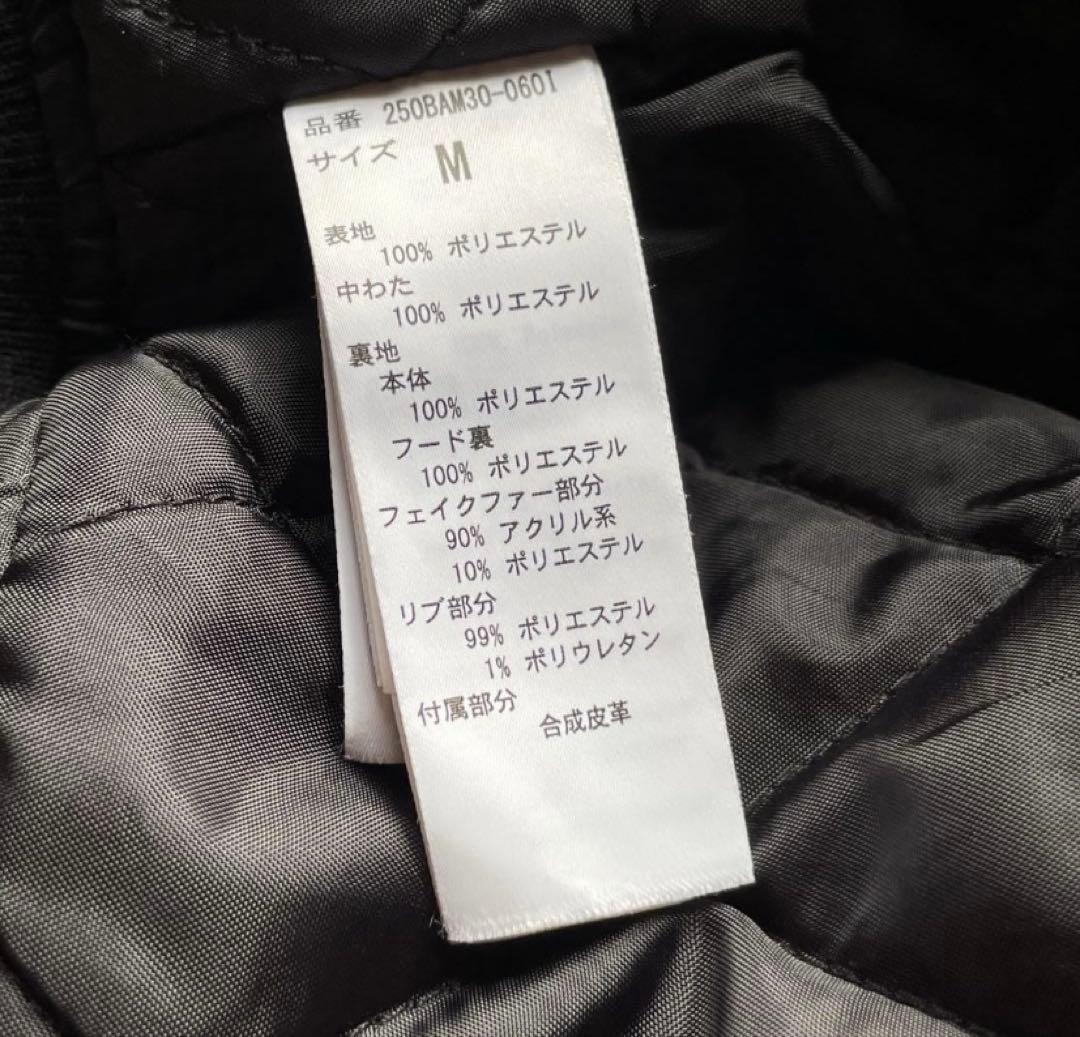 品番 250BAM30-0601
サイズ M
表地
100% ポリエステル
中わた
100% ポリエステル
裏地
本体
100% ポリエステル
フード裏
100% ポリエステル
フェイクファー部分
90% アクリル系
10% ポリエステル
リブ部分
99% ポリエステル
1% ポリウレタン
付属部分
合成皮革